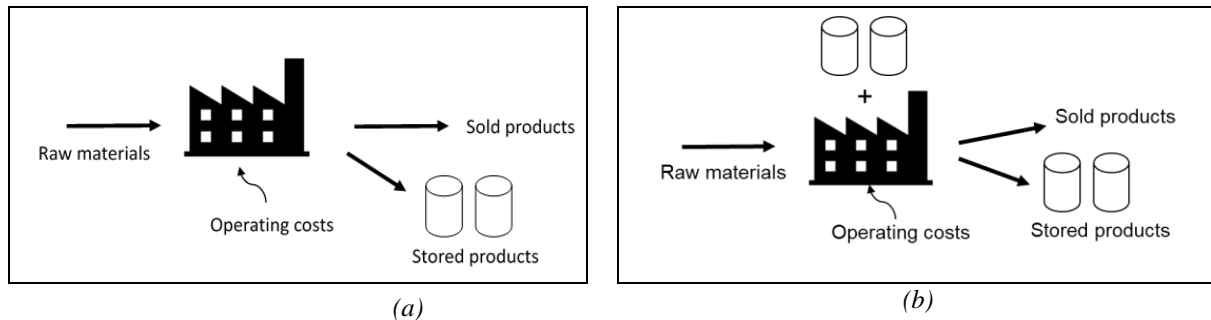 Raw materials
Operating costs
Sold products
Stored products
(a)
+
Raw materials
Operating costs
Sold products
Stored products
(b)